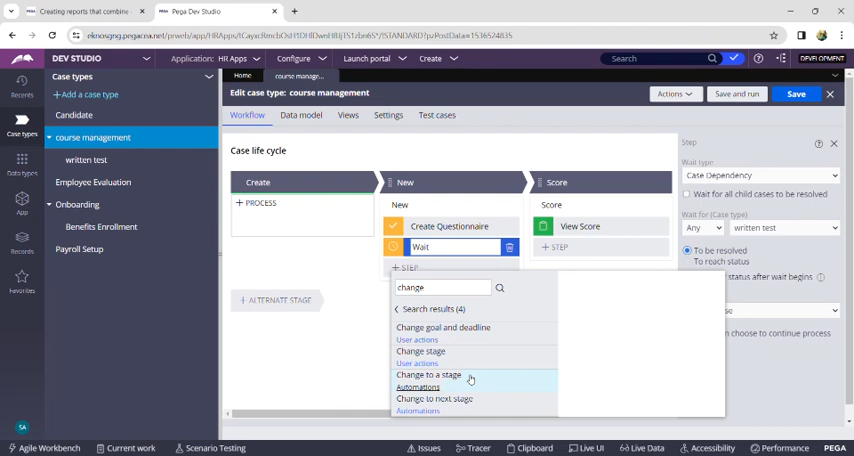 Creating reports that combine -
Pega Dev Studio
DEV STUDIO
Application: HR Apps
Configure
Launch portal
Create
Search
DEVELOPMENT
Recents
Case types
Data types
App
Records
Favorites
SA
Case types
+Add a case type
Candidate
course management
written test
Employee Evaluation
Onboarding
Benefits Enrollment
Payroll Setup
Home
course manage...
Edit case type: course management
Actions
Save and run
Save
Workflow
Data model
Views
Settings
Test cases
Case life cycle
Create
New
Score
+ PROCESS
New
Create Questionnaire
Wait
+ STEP
Score
View Score
+ STEP
+ ALTERNATE STAGE
change
Search results (4)
Change goal and deadline
User actions
Change stage
User actions
Change to a stage
Automations
Change to next stage
Automations
Step
Wait type
Case Dependency
Wait for all child cases to be resolved
Wait for (Case type)
Any
written test
To be resolved
To reach status
status after wait begins
choose to continue process
Agile Workbench
Current work
Scenario Testing
Issues
Tracer
Clipboard
Live UI
Live Data
Accessibility
Performance
PEGA